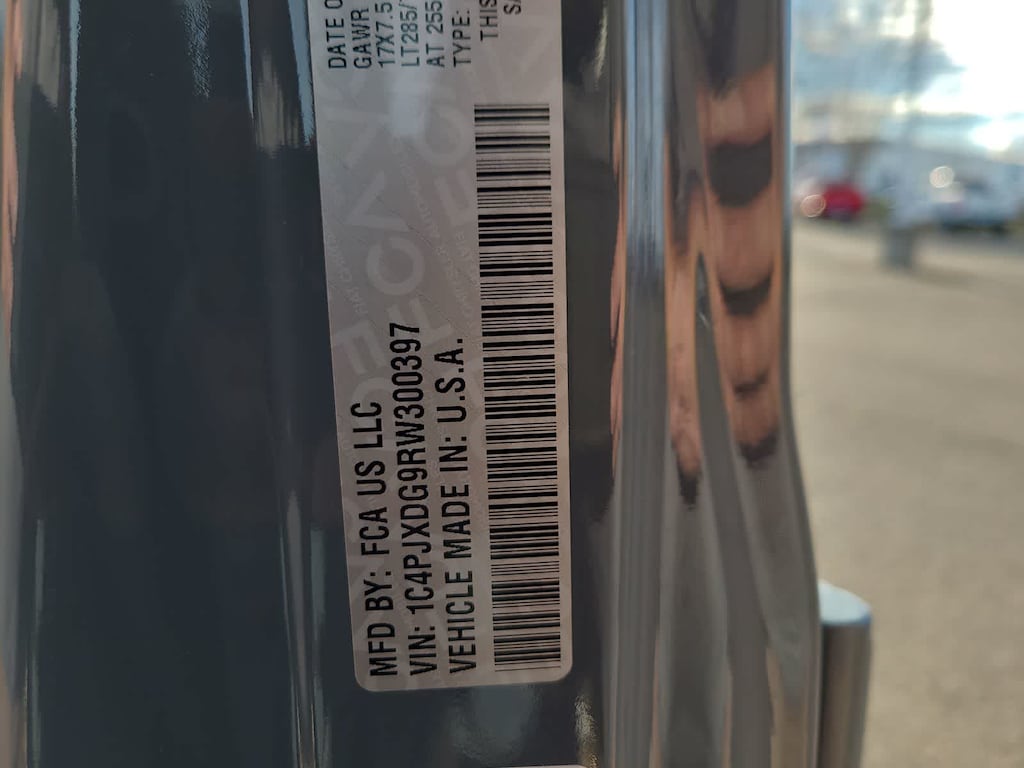 MFD BY: FCA US LLC
VIN: 1C4PJXDG9RW300397
VEHICLE MADE IN: U.S.A.
DATE O
GAWR
17X7.5
LT285/
AT 255
TYPE:
THIS